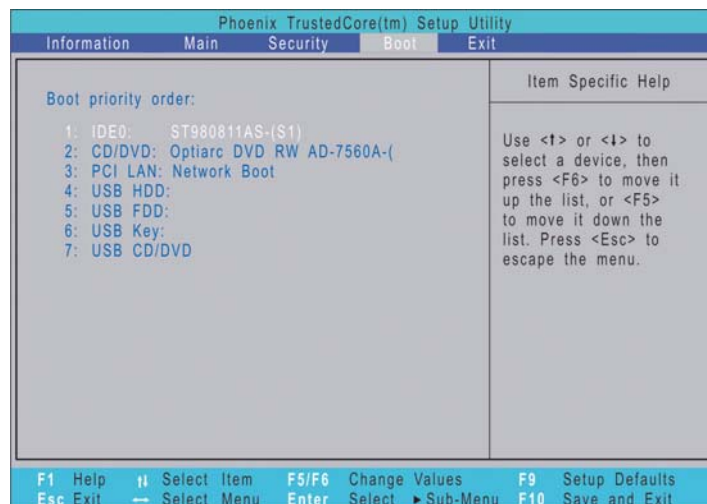 Phoenix TrustedCore(tm) Setup Utility
Information Main Security Boot Exit
Item Specific Help
Boot priority order:
1: IDE0: ST980811AS-(S1)
2: CD/DVD: Optiarc DVD RW AD-7560A-(
3: PCI LAN: Network Boot
4: USB HDD:
5: USB FDD:
6: USB Key:
7: USB CD/DVD
Use <↑> or <↓> to
select a device, then
press <F6> to move it
up the list, or <F5>
to move it down the
list. Press <Esc> to
escape the menu.
F1 Help ↑↓ Select Item F5/F6 Change Values F9 Setup Defaults
Esc Exit ↔ Select Menu Enter Select ▸Sub-Menu F10 Save and Exit